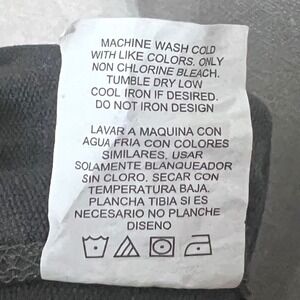 MACHINE WASH COLD
WITH LIKE COLORS. ONLY
NON CHLORINE BLEACH.
TUMBLE DRY LOW
COOL IRON IF DESIRED.
DO NOT IRON DESIGN
LAVAR A MAQUINA CON
AGUA FRIA CON COLORES
SIMILARES, USAR
SOLAMENTE BLANQUEADOR
SIN CLORO. SECAR CON
TEMPERATURA BAJA.
PLANCHA TIBIA SI ES
NECESARIO NO PLANCHE
DISENO